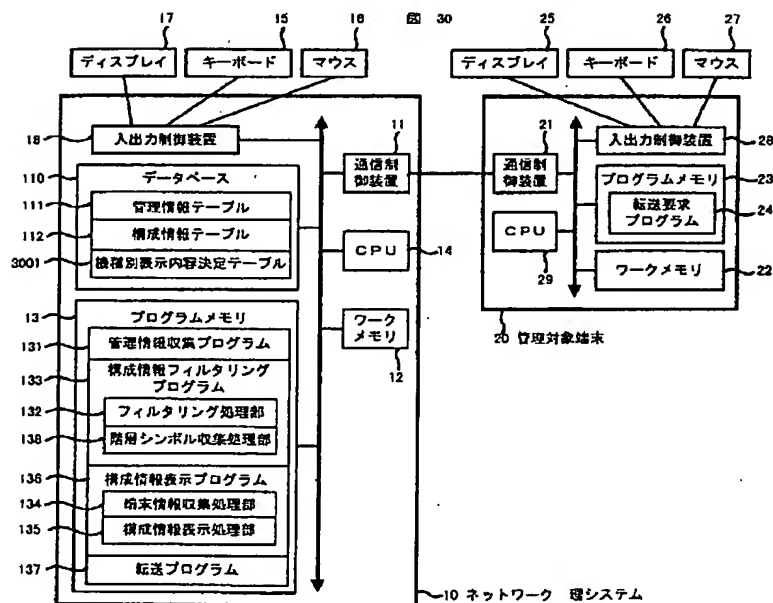 図 30
17 15 16 25 26 27
ディスプレイ キーボード マウス ディスプレイ キーボード マウス
18 入出力制御装置 11 21 入出力制御装置 28
110 データベース 通信制御装置 通信制御装置 プログラムメモリ 23
111 管理情報テーブル 転送要求プログラム 24
112 構成情報テーブル CPU 14 CPU 29
3001 機種別表示内容決定テーブル ワークメモリ 22
13 プログラムメモリ ワークメモリ 12 20 管理対象端末
131 管理情報収集プログラム
133 構成情報フィルタリングプログラム
132 フィルタリング処理部
138 階層シンボル収集処理部
136 構成情報表示プログラム
134 端末情報収集処理部
135 構成情報表示処理部
137 転送プログラム
10 ネットワーク 理システム